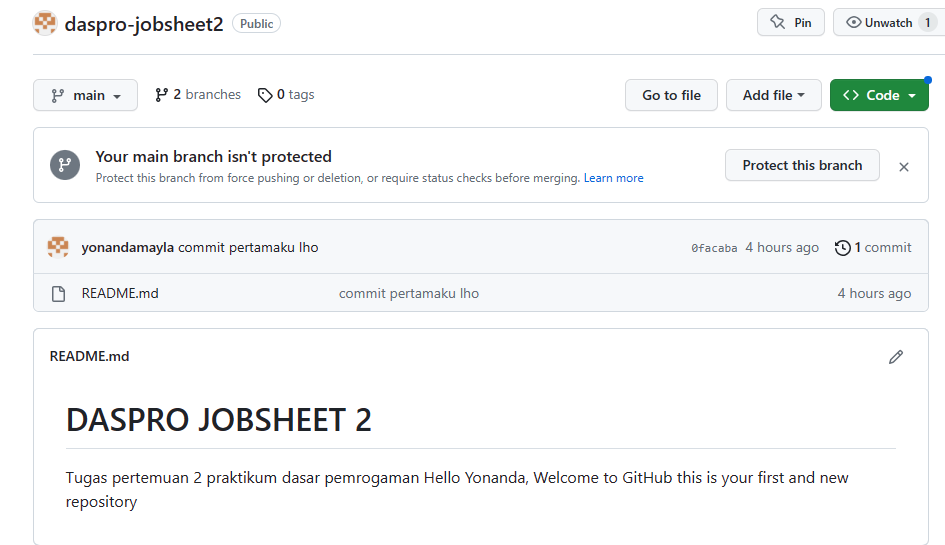 daspro-jobsheet2 Public Pin Unwatch 1
main 2 branches 0 tags Go to file Add file Code
Your main branch isn't protected
Protect this branch from force pushing or deletion, or require status checks before merging. Learn more
Protect this branch
yonandamayla commit pertamaku lho 0facaba 4 hours ago 1 commit
README.md commit pertamaku lho 4 hours ago
README.md
DASPRO JOBSHEET 2
Tugas pertemuan 2 praktikum dasar pemrogaman Hello Yonanda, Welcome to GitHub this is your first and new
repository